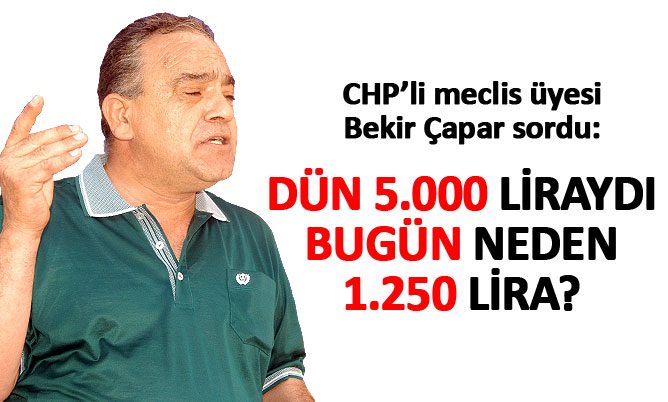 CHP’li meclis üyesi
Bekir Çapar sordu:
DÜN 5.000 LİRAYDI
BUGÜN NEDEN
1.250 LİRA?